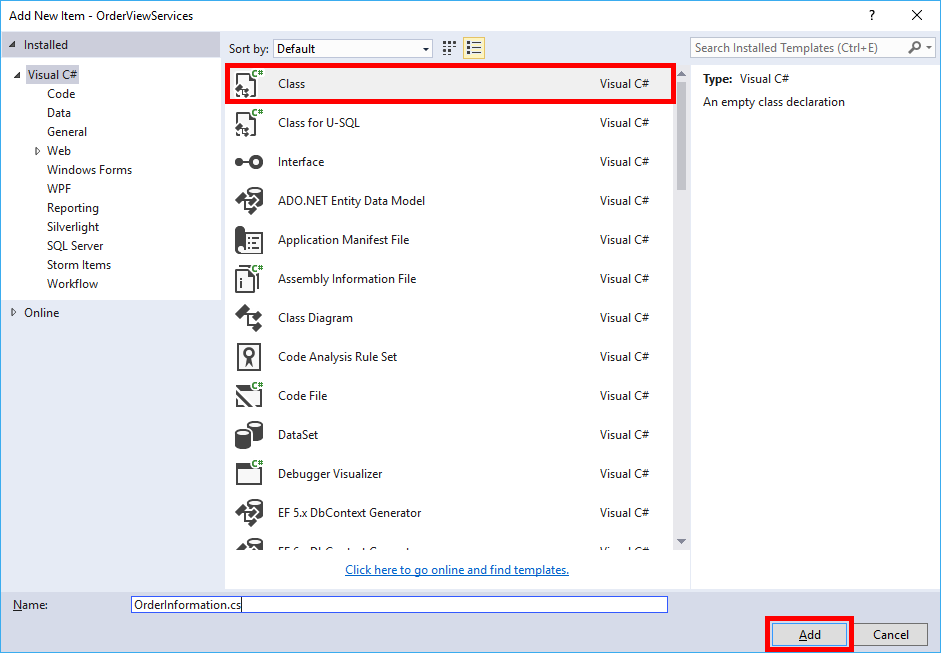 Add New Item - OrderViewServices
?
Installed
Sort by: Default
Search Installed Templates (Ctrl+E)
Visual C#
Code
Data
General
Web
Windows Forms
WPF
Reporting
Silverlight
SQL Server
Storm Items
Workflow
Online
C# Class Visual C#
C# Class for U-SQL Visual C#
Interface Visual C#
ADO.NET Entity Data Model Visual C#
Application Manifest File Visual C#
C# Assembly Information File Visual C#
Class Diagram Visual C#
Code Analysis Rule Set Visual C#
C# Code File Visual C#
DataSet Visual C#
C# Debugger Visualizer Visual C#
EF 5.x DbContext Generator Visual C#
Click here to go online and find templates.
Type: Visual C#
An empty class declaration
Name: OrderInformation.cs
Add Cancel